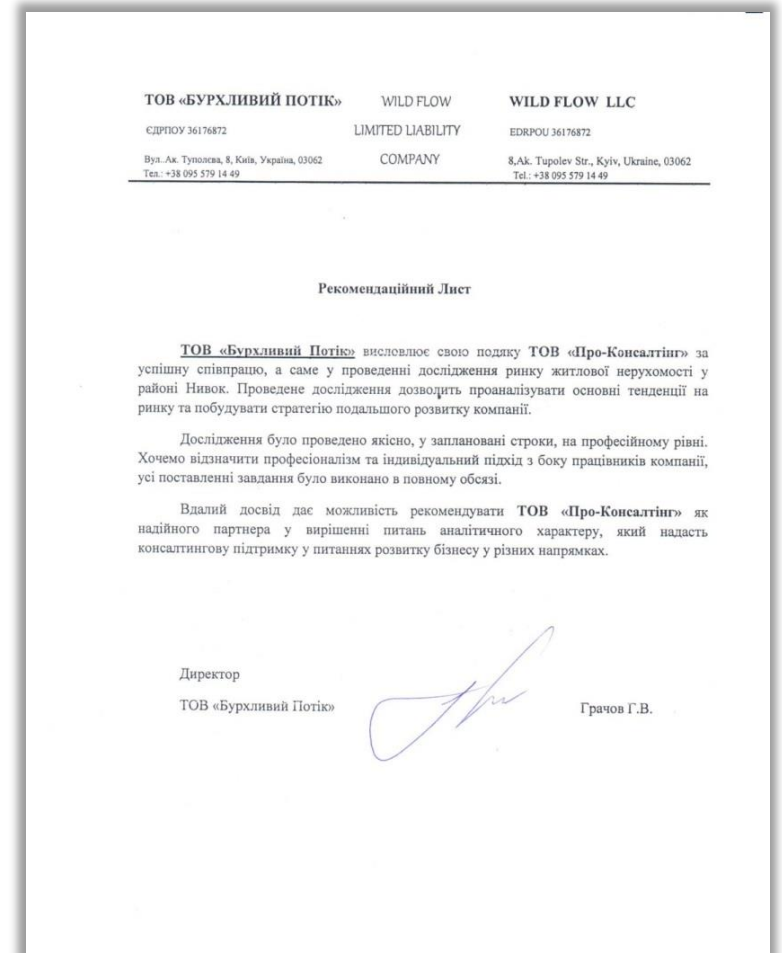 ТОВ «БУРХЛИВИЙ ПОТІК» WILD FLOW WILD FLOW LLC
ЄДРПОУ 36176872 LIMITED LIABILITY EDRPOU 36176872
Вул..Ак. Туполєва, 8, Київ, Україна, 03062 COMPANY 8,Ak. Tupolev Str., Kyiv, Ukraine, 03062
Тел.: +38 095 579 14 49 Tel.: +38 095 579 14 49
Рекомендаційний Лист
ТОВ «Бурхливий Потік» висловлює свою подяку ТОВ «Про-Консалтінг» за
успішну співпрацю, а саме у проведенні дослідження ринку житлової нерухомості у
районі Нивок. Проведене дослідження дозволить проаналізувати основні тенденції на
ринку та побудувати стратегію подальшого розвитку компанії.
Дослідження було проведено якісно, у заплановані строки, на професійному рівні.
Хочемо відзначити професіоналізм та індивідуальний підхід з боку працівників компанії,
усі поставленні завдання було виконано в повному обсязі.
Вдалий досвід дає можливість рекомендувати ТОВ «Про-Консалтінг» як
надійного партнера у вирішенні питань аналітичного характеру, який надасть
консалтингову підтримку у питаннях розвитку бізнесу у різних напрямках.
Директор
ТОВ «Бурхливий Потік» Грачов Г.В.